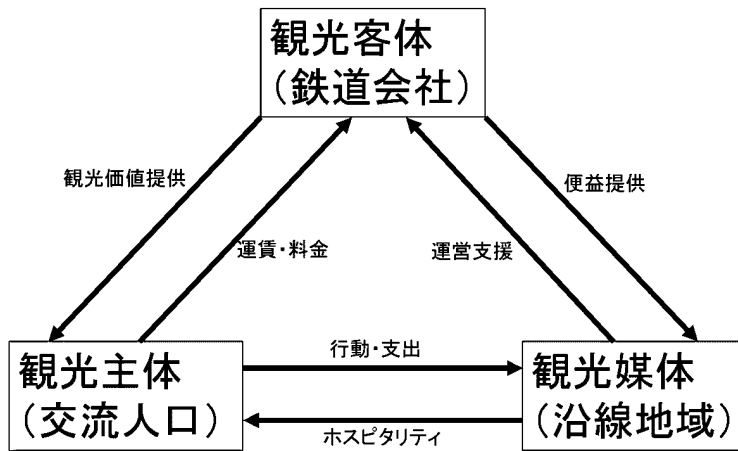 観光客体
(鉄道会社)
観光価値提供
便益提供
運賃・料金
運営支援
観光主体
(交流人口)
行動・支出
ホスピタリティ
観光媒体
(沿線地域)